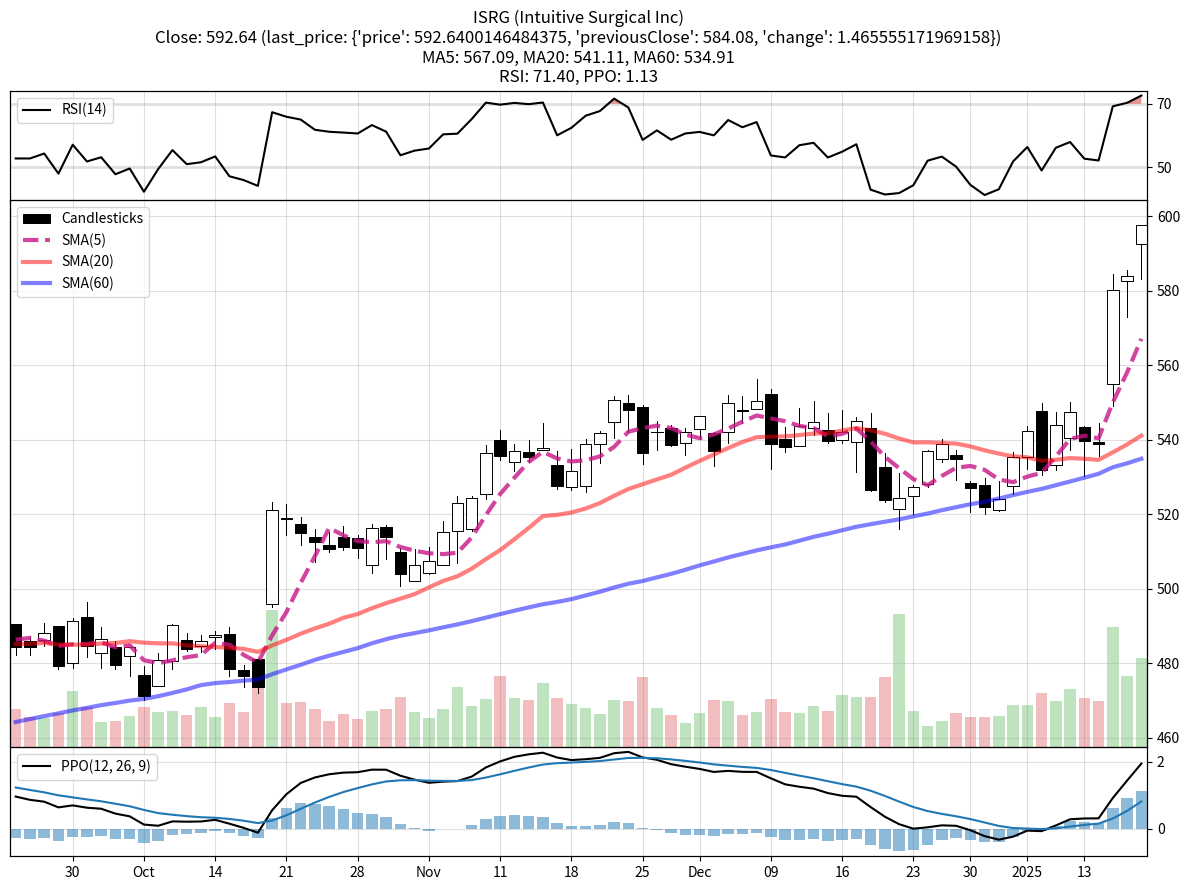 ISRG (Intuitive Surgical Inc)
Close: 592.64 (last_price: {'price': 592.6400146484375, 'previousClose': 584.08, 'change': 1.465555171969158})
MA5: 567.09, MA20: 541.11, MA60: 534.91
RSI: 71.40, PPO: 1.13
RSI(14)
70
50
Candlesticks
SMA(5)
SMA(20)
SMA(60)
600
580
560
540
520
500
480
460
PPO(12, 26, 9)
2
0
30 Oct 14 21 28 Nov 11 18 25 Dec 09 16 23 30 2025 13